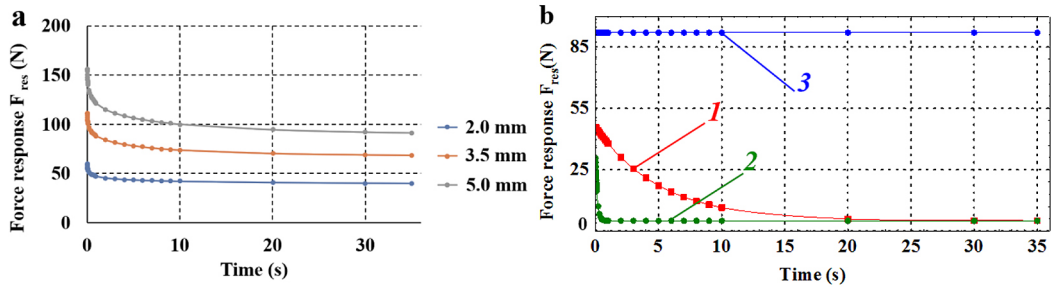 a
Force response F res (N)
200
150
100
50
0
0 10 20 30
Time (s)
2.0 mm
3.5 mm
5.0 mm
b
Force response Fres(N)
85
55
25
0
3
1
2
0 5 10 15 20 25 30 35
Time (s)